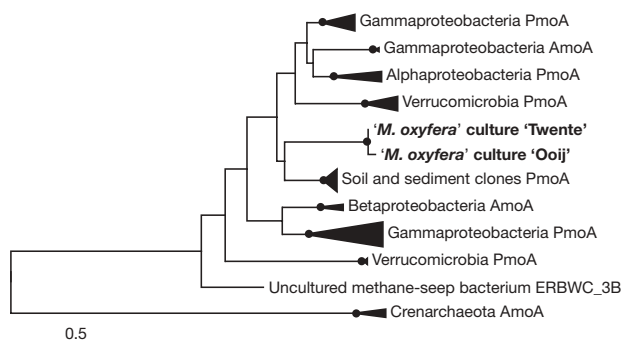 Gammaproteobacteria PmoA
Gammaproteobacteria AmoA
Alphaproteobacteria PmoA
Verrucomicrobia PmoA
‘M. oxyfera’ culture ‘Twente’
‘M. oxyfera’ culture ‘Ooij’
Soil and sediment clones PmoA
Betaproteobacteria AmoA
Gammaproteobacteria PmoA
Verrucomicrobia PmoA
Uncultured methane-seep bacterium ERBWC_3B
Crenarchaeota AmoA
0.5